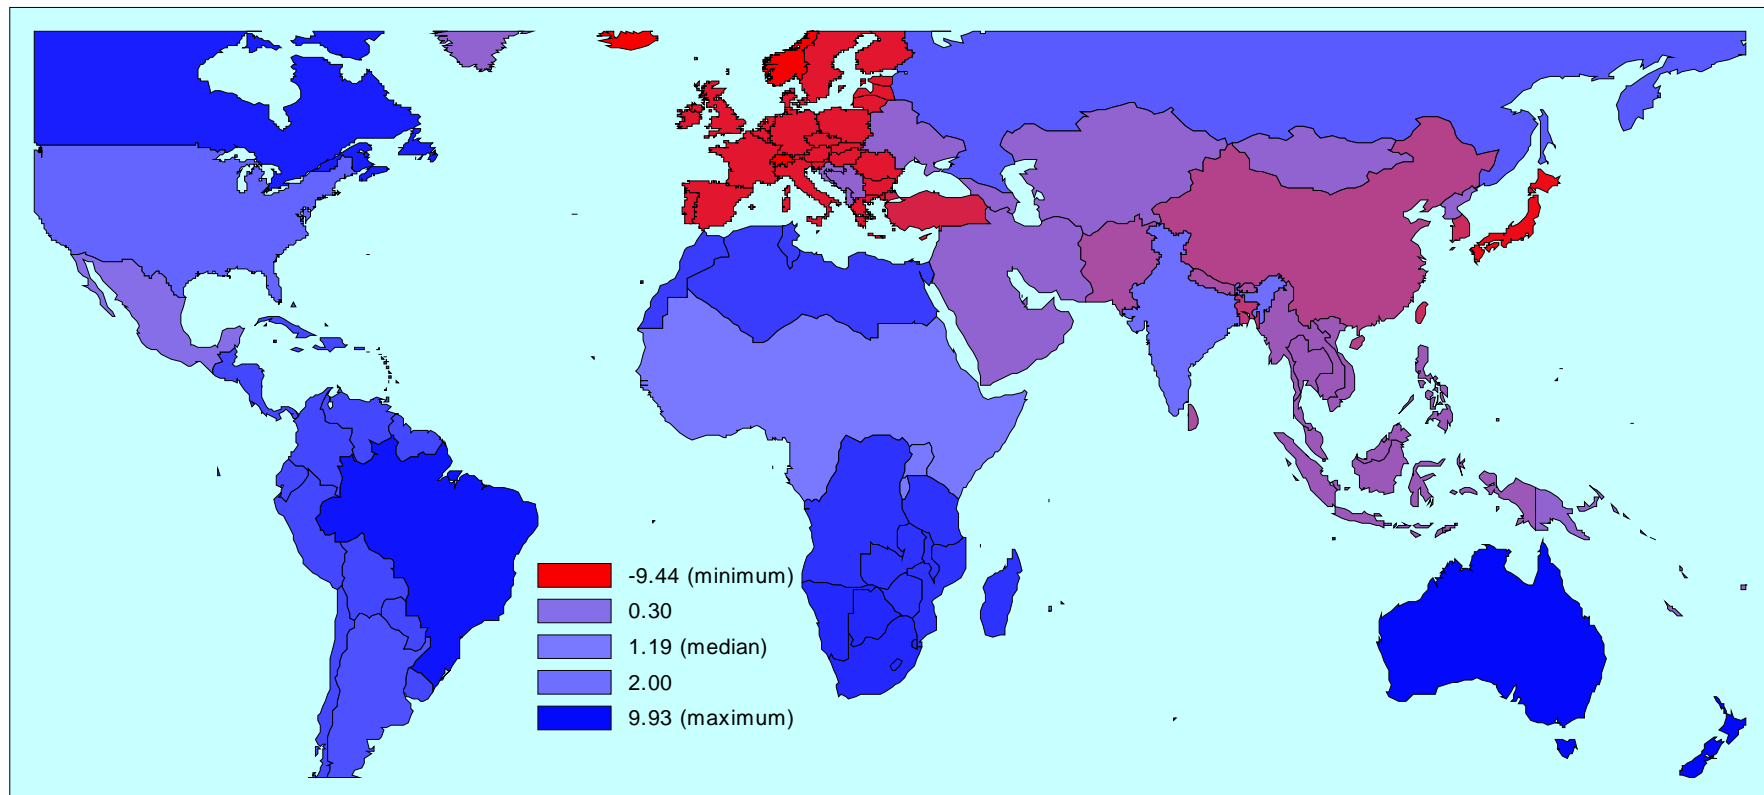 -9.44 (minimum)
0.30
1.19 (median)
2.00
9.93 (maximum)